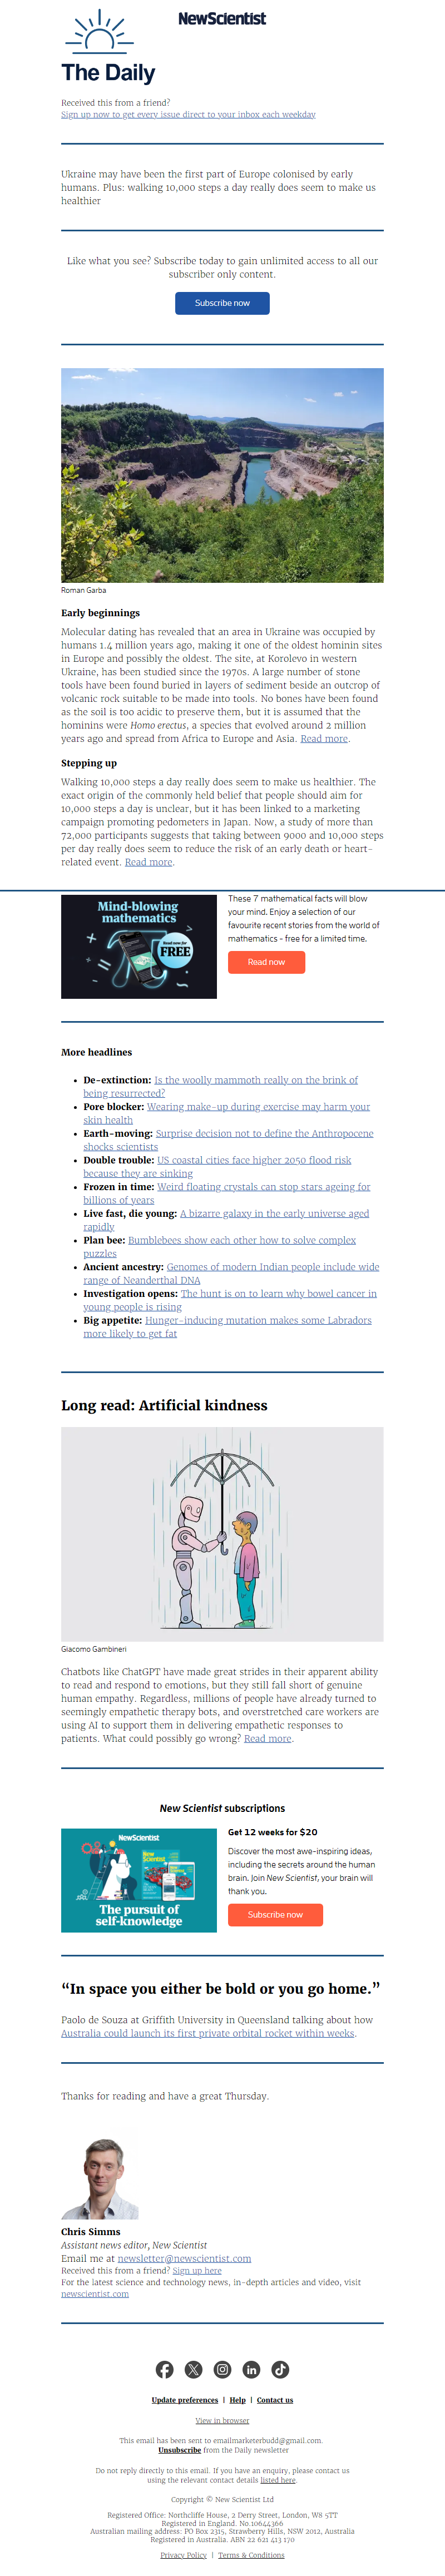 NewScientist
The Daily
Received this from a friend?
Sign up now to get every issue direct to your inbox each weekday
Ukraine may have been the first part of Europe colonised by early
humans. Plus: walking 10,000 steps a day really does seem to make us
healthier
Like what you see? Subscribe today to gain unlimited access to all our
subscriber only content.
Subscribe now
Roman Garba
Early beginnings
Molecular dating has revealed that an area in Ukraine was occupied by
humans 1.4 million years ago, making it one of the oldest hominin sites
in Europe and possibly the oldest. The site, at Korolevo in western
Ukraine, has been studied since the 1970s. A large number of stone
tools have been found buried in layers of sediment beside an outcrop of
volcanic rock suitable to be made into tools. No bones have been found
as the soil is too acidic to preserve them, but it is assumed that the
hominins were Homo erectus, a species that evolved around 2 million
years ago and spread from Africa to Europe and Asia. Read more.
Stepping up
Walking 10,000 steps a day really does seem to make us healthier. The
exact origin of the commonly held belief that people should aim for
10,000 steps a day is unclear, but it has been linked to a marketing
campaign promoting pedometers in Japan. Now, a study of more than
72,000 participants suggests that taking between 9000 and 10,000 steps
per day really does seem to reduce the risk of an early death or heart-
related event. Read more.
Mind-blowing
mathematics
Read now for
FREE
These 7 mathematical facts will blow
your mind. Enjoy a selection of our
favourite recent stories from the world of
mathematics - free for a limited time.
Read now
More headlines
• De-extinction: Is the woolly mammoth really on the brink of
being resurrected?
• Pore blocker: Wearing make-up during exercise may harm your
skin health
• Earth-moving: Surprise decision not to define the Anthropocene
shocks scientists
• Double trouble: US coastal cities face higher 2050 flood risk
because they are sinking
• Frozen in time: Weird floating crystals can stop stars ageing for
billions of years
• Live fast, die young: A bizarre galaxy in the early universe aged
rapidly
• Plan bee: Bumblebees show each other how to solve complex
puzzles
• Ancient ancestry: Genomes of modern Indian people include wide
range of Neanderthal DNA
• Investigation opens: The hunt is on to learn why bowel cancer in
young people is rising
• Big appetite: Hunger-inducing mutation makes some Labradors
more likely to get fat
Long read: Artificial kindness
Giacomo Gambineri
Chatbots like ChatGPT have made great strides in their apparent ability
to read and respond to emotions, but they still fall short of genuine
human empathy. Regardless, millions of people have already turned to
seemingly empathetic therapy bots, and overstretched care workers are
using AI to support them in delivering empathetic responses to
patients. What could possibly go wrong? Read more.
New Scientist subscriptions
NewScientist
The pursuit of
self-knowledge
Get 12 weeks for $20
Discover the most awe-inspiring ideas,
including the secrets around the human
brain. Join New Scientist, your brain will
thank you.
Subscribe now
“In space you either be bold or you go home.”
Paolo de Souza at Griffith University in Queensland talking about how
Australia could launch its first private orbital rocket within weeks.
Thanks for reading and have a great Thursday.
Chris Simms
Assistant news editor, New Scientist
Email me at newsletter@newscientist.com
Received this from a friend? Sign up here
For the latest science and technology news, in-depth articles and video, visit
newscientist.com
Update preferences | Help | Contact us
View in browser
This email has been sent to emailmarketerbudd@gmail.com.
Unsubscribe from the Daily newsletter
Do not reply directly to this email. If you have an enquiry, please contact us
using the relevant contact details listed here.
Copyright © New Scientist Ltd
Registered Office: Northcliffe House, 2 Derry Street, London, W8 5TT
Registered in England. No.10644366
Australian mailing address: PO Box 2315, Strawberry Hills, NSW 2012, Australia
Registered in Australia. ABN 22 621 413 170
Privacy Policy | Terms & Conditions